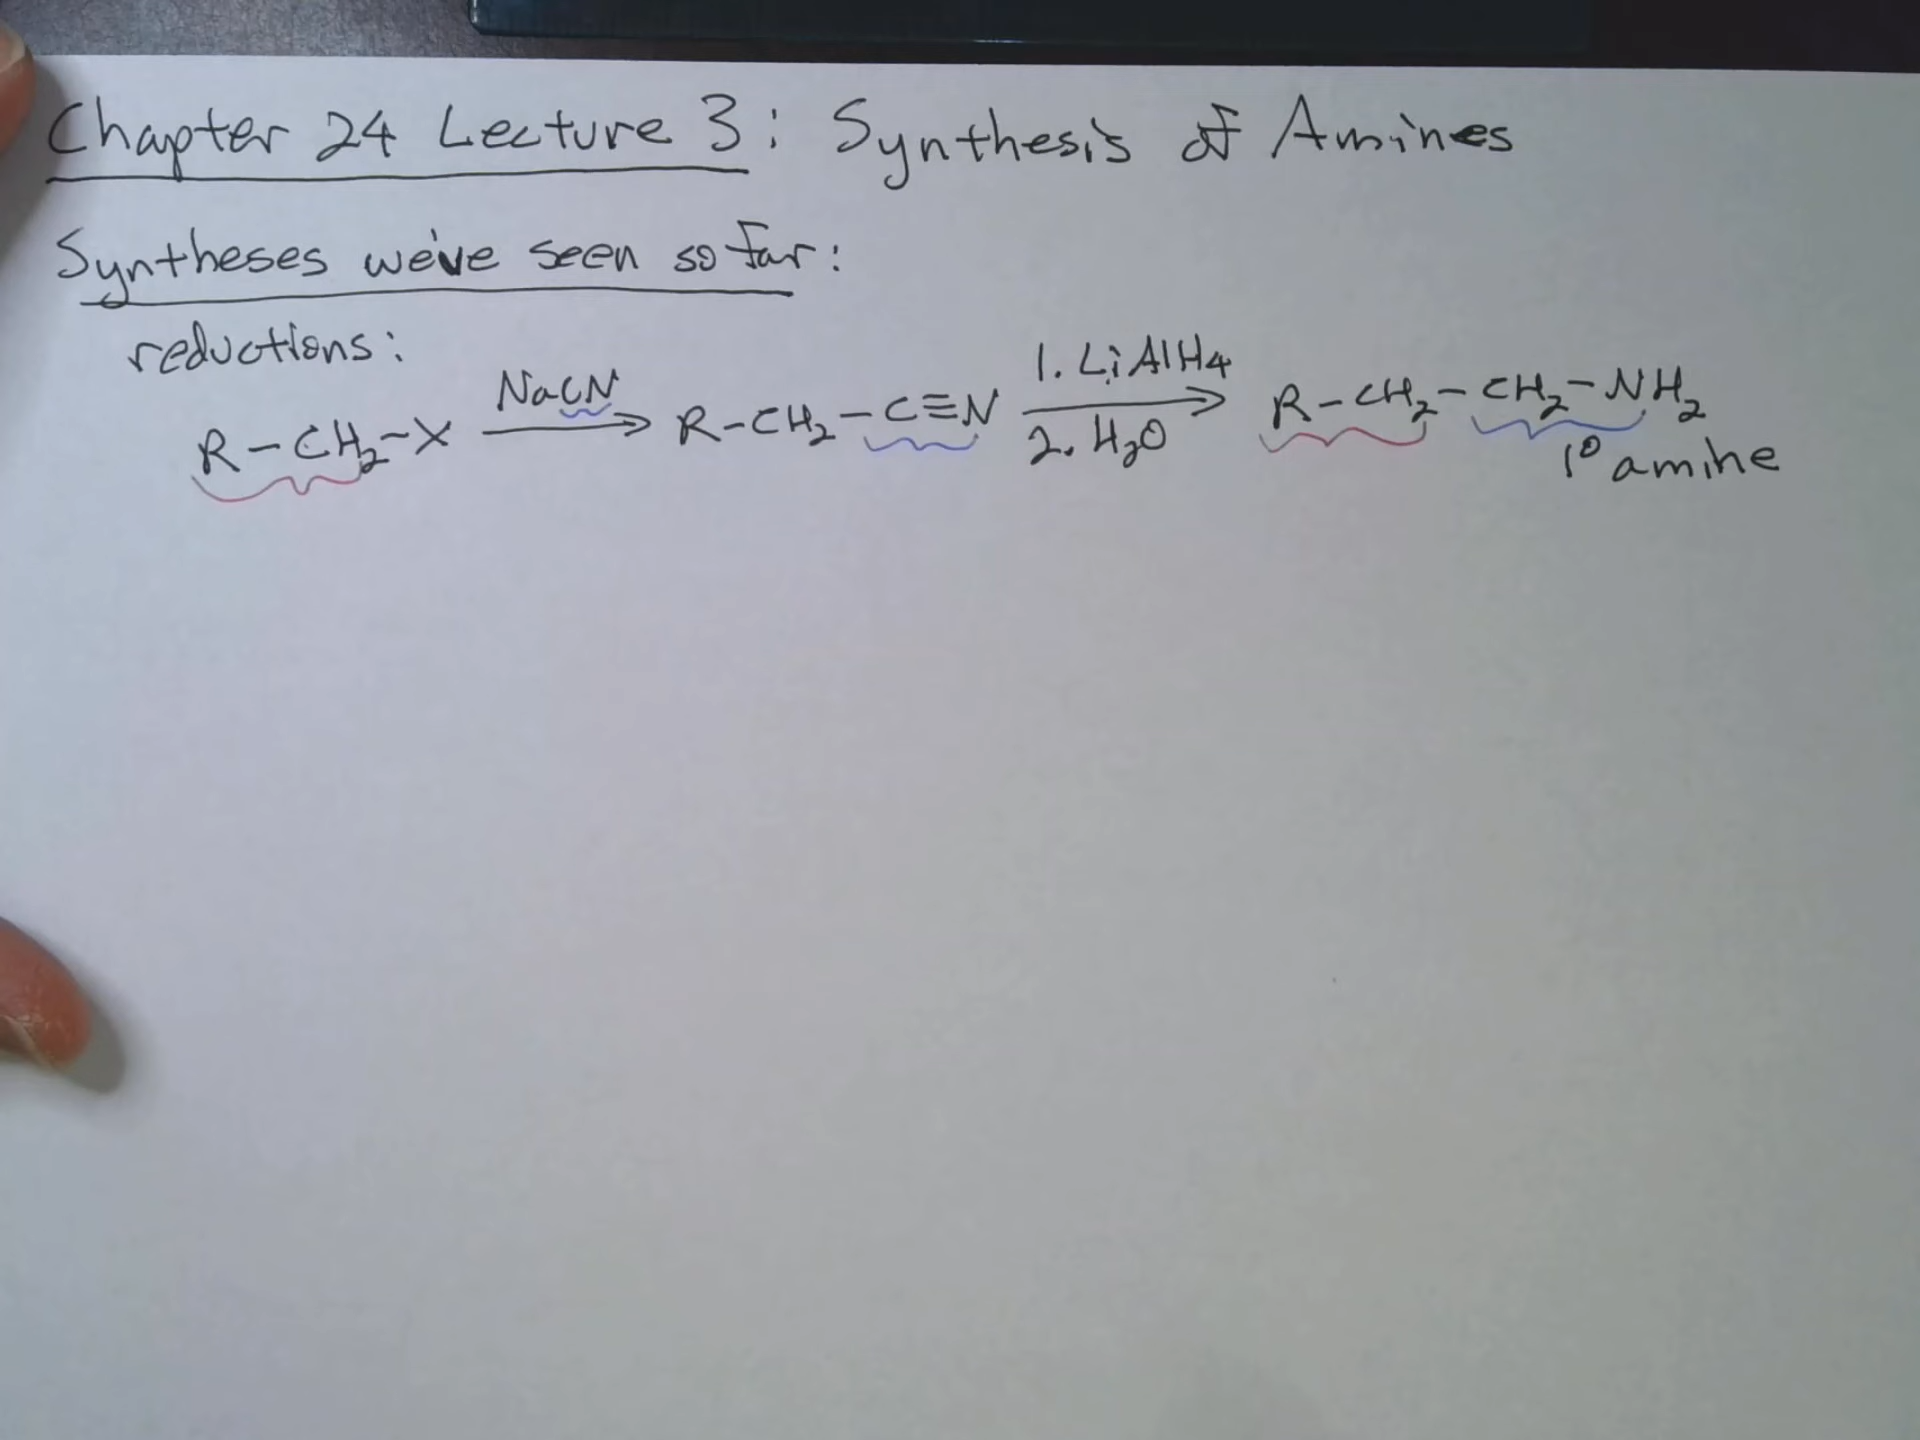 Chapter 24 Lecture 3: Synthesis of Amines
Syntheses we've seen so far:
reductions:
R-CH₂-X NaCN → R-CH₂-C≡N 1. LiAlH4 2. H₂O → R-CH₂-CH₂-NH₂
1° amine